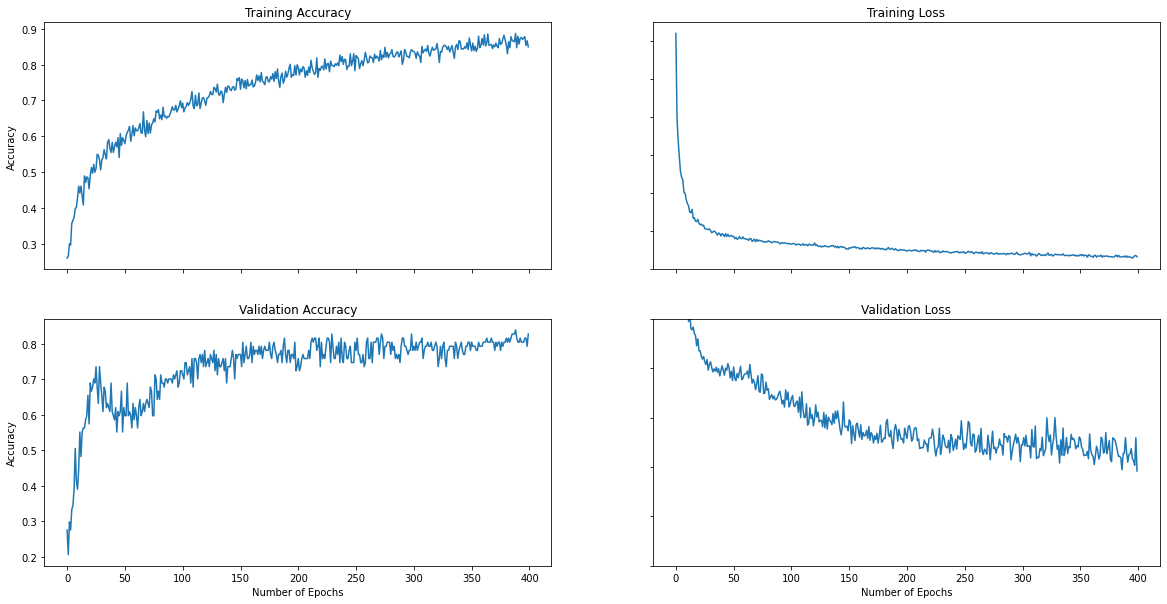 Training Accuracy
Training Loss
0.9
0.8
0.7
0.6
0.5
0.4
0.3
Accuracy
Validation Accuracy
Validation Loss
0.8
0.7
0.6
0.5
0.4
0.3
0.2
Accuracy
0 50 100 150 200 250 300 350 400
0 50 100 150 200 250 300 350 400
Number of Epochs
Number of Epochs